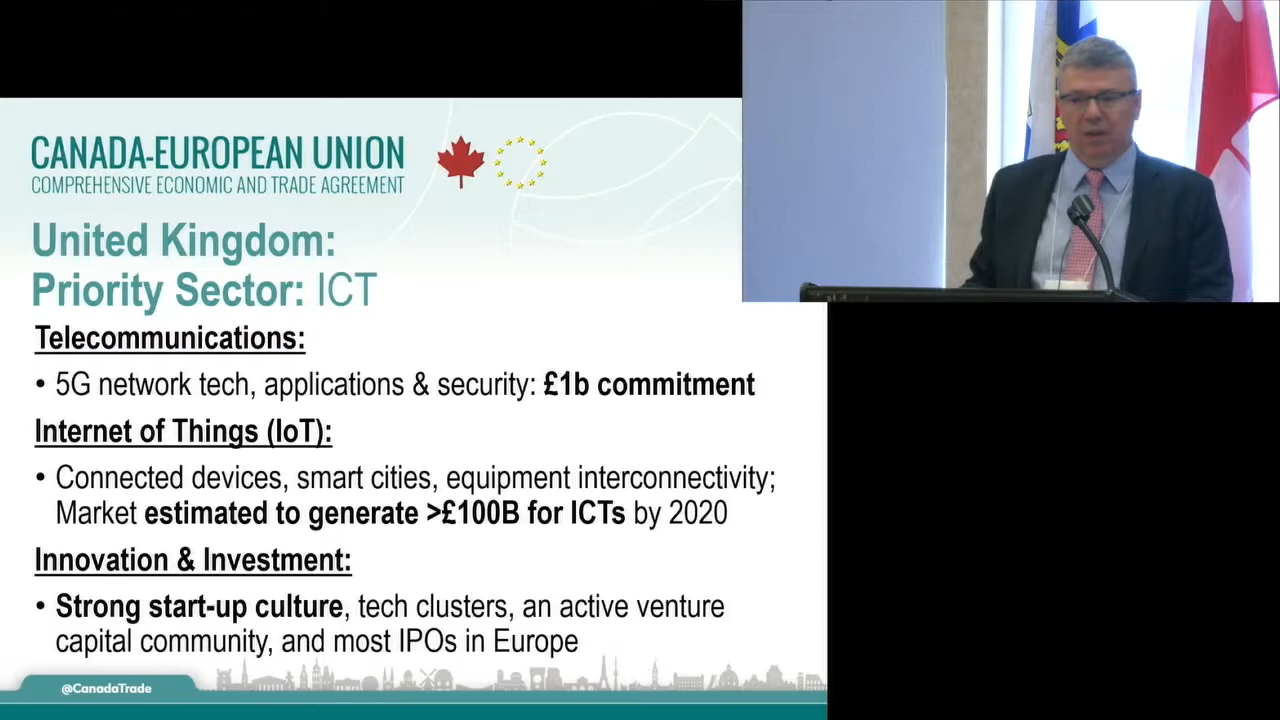 CANADA-EUROPEAN UNION
COMPREHENSIVE ECONOMIC AND TRADE AGREEMENT
United Kingdom:
Priority Sector: ICT
Telecommunications:
• 5G network tech, applications & security: £1b commitment
Internet of Things (IoT):
• Connected devices, smart cities, equipment interconnectivity;
Market estimated to generate >£100B for ICTs by 2020
Innovation & Investment:
• Strong start-up culture, tech clusters, an active venture
capital community, and most IPOs in Europe
@CanadaTrade